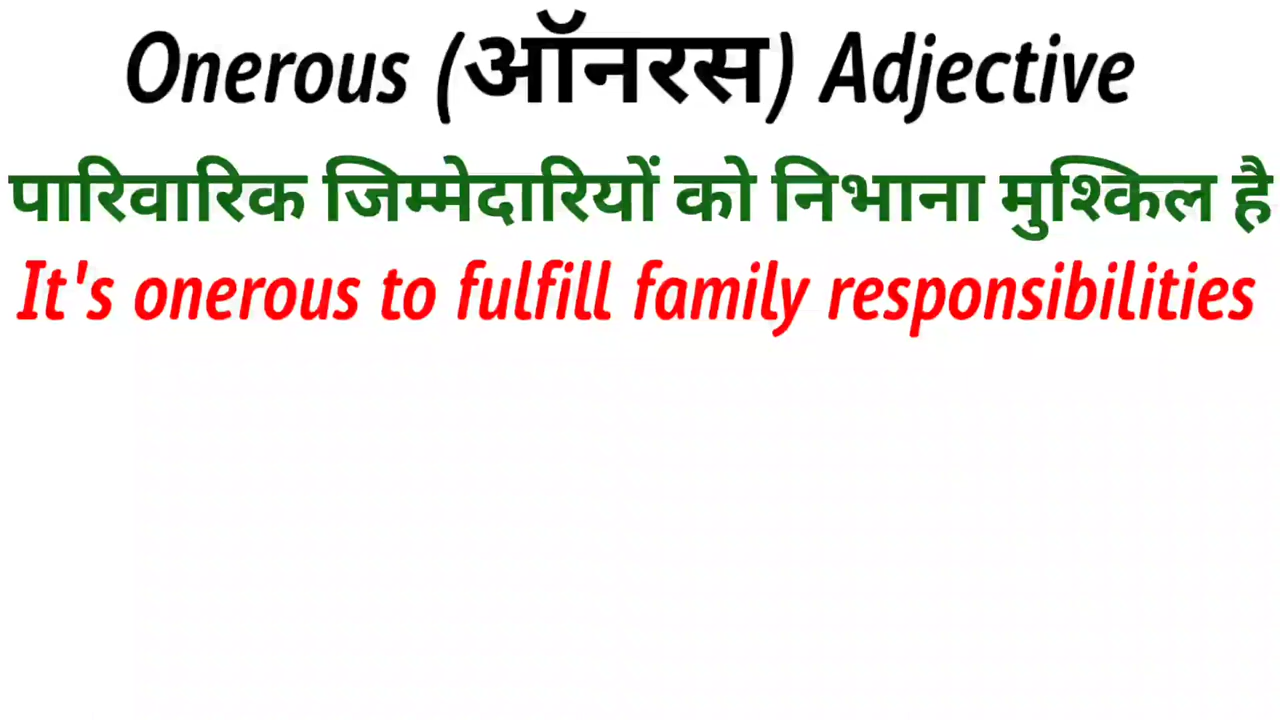 Onerous (ऑनरस) Adjective
पारिवारिक जिम्मेदारियों को निभाना मुश्किल है
It's onerous to fulfill family responsibilities